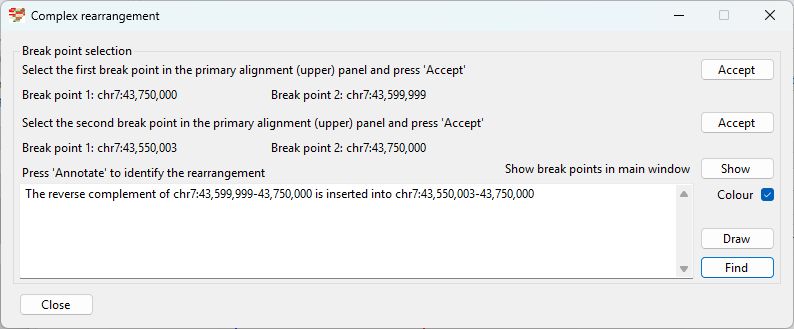 Complex rearrangement
Break point selection
Select the first break point in the primary alignment (upper) panel and press 'Accept'
Accept
Break point 1: chr7:43,750,000
Break point 2: chr7:43,599,999
Select the second break point in the primary alignment (upper) panel and press 'Accept'
Accept
Break point 1: chr7:43,550,003
Break point 2: chr7:43,750,000
Press 'Annotate' to identify the rearrangement
Show break points in main window
Show
The reverse complement of chr7:43,599,999-43,750,000 is inserted into chr7:43,550,003-43,750,000
Colour
Draw
Find
Close